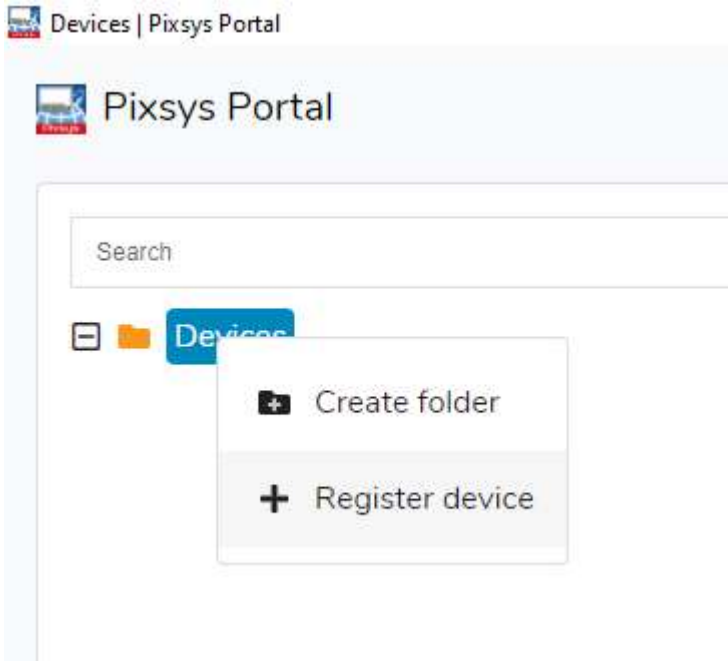 Devices | Pixsys Portal
Pixsys Portal
Search
Devices
Create folder
Register device